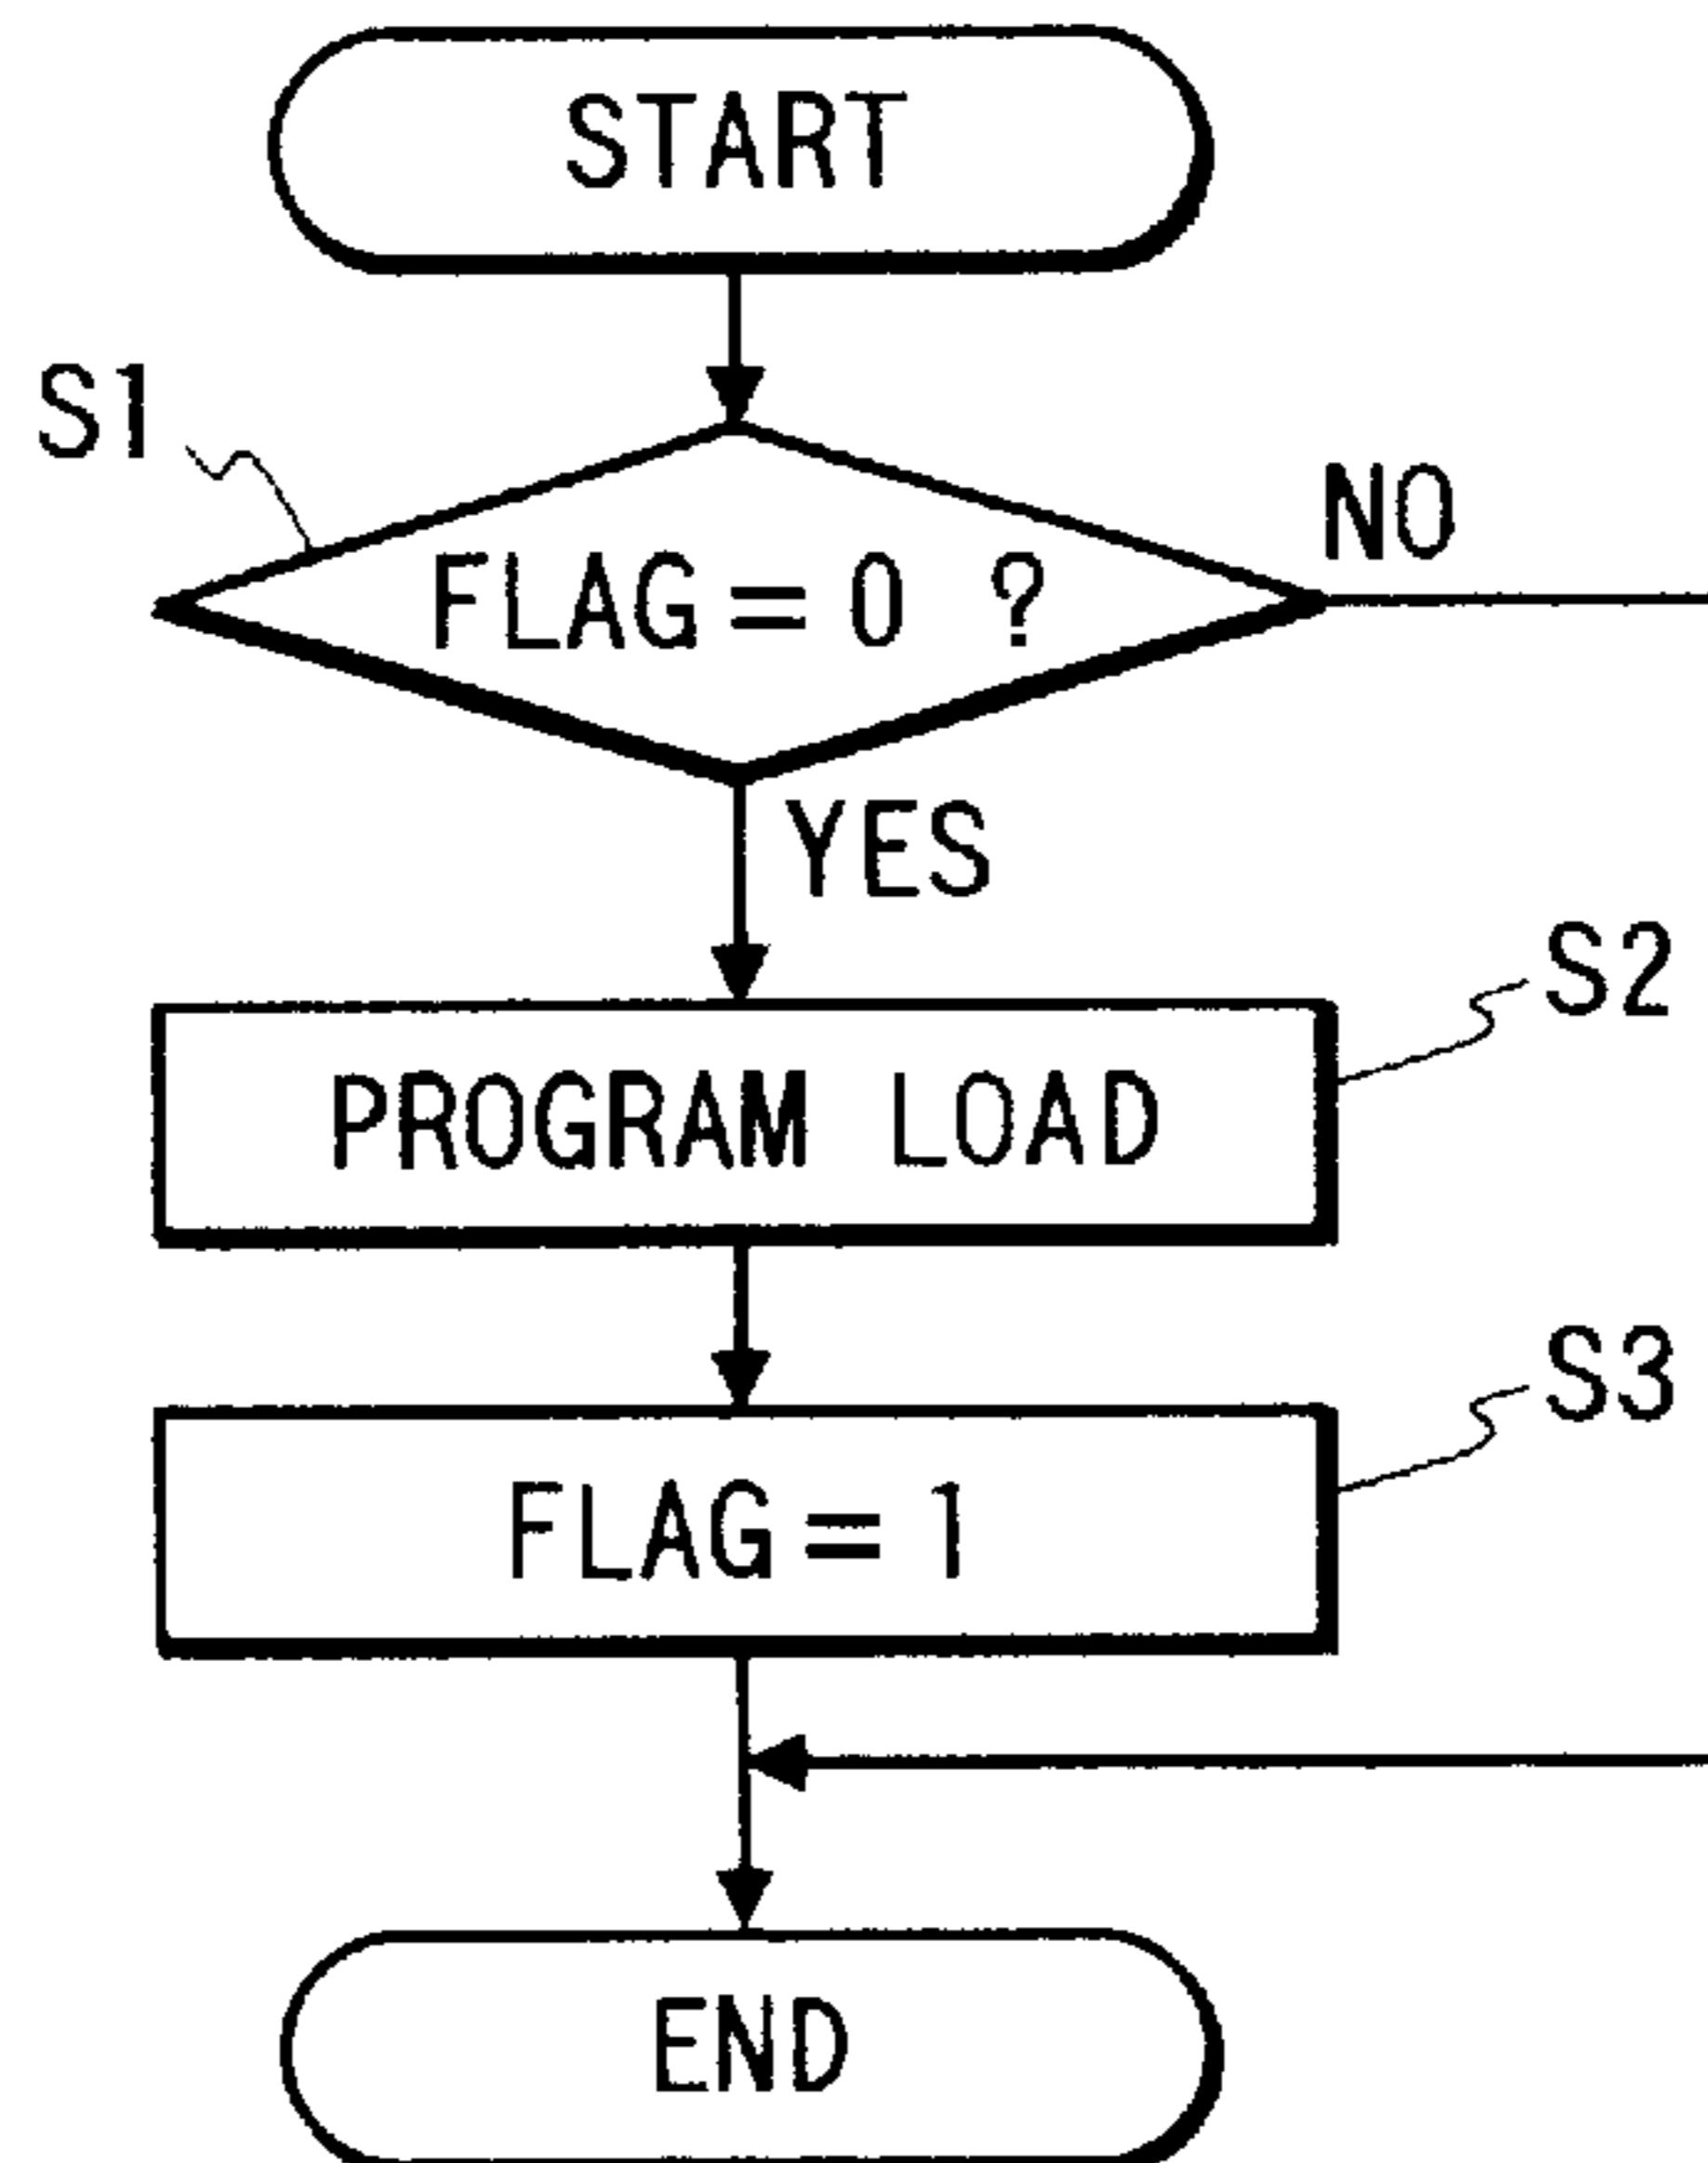 START
S1
FLAG = 0 ?
NO
YES
S2
PROGRAM LOAD
S3
FLAG = 1
END